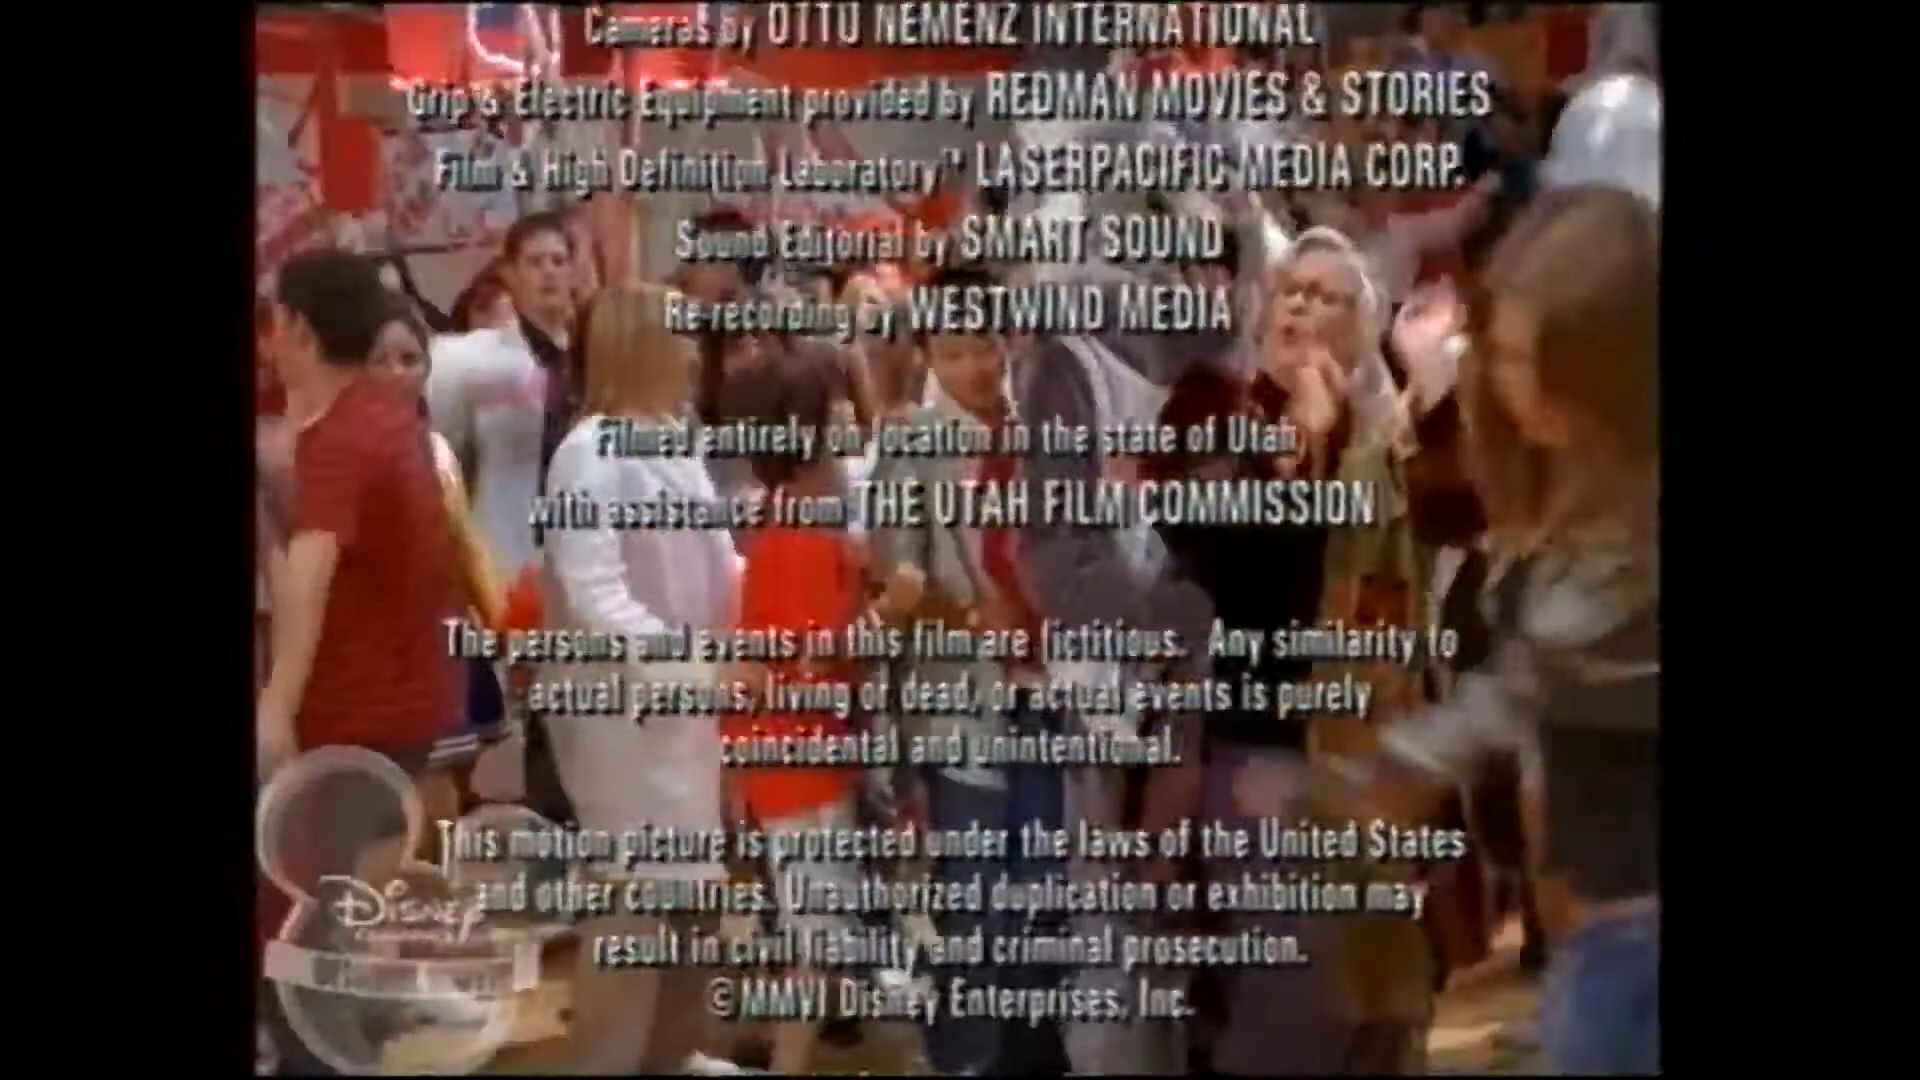 Cameras by OTTO NEMENZ INTERNATIONAL
Grip & Electric Equipment provided by REDMAN MOVIES & STORIES
Film & High Definition Laboratory™ LASERPACIFIC MEDIA CORP.
Sound Editorial by SMART SOUND
Re-recording by WESTWIND MEDIA
Filmed entirely on location in the state of Utah
with assistance from THE UTAH FILM COMMISSION
The persons and events in this film are fictitious. Any similarity to
actual persons, living or dead, or actual events is purely
coincidental and unintentional.
This motion picture is protected under the laws of the United States
and other countries. Unauthorized duplication or exhibition may
result in civil liability and criminal prosecution.
©MMVI Disney Enterprises, Inc.
DISNEY
CHANNEL